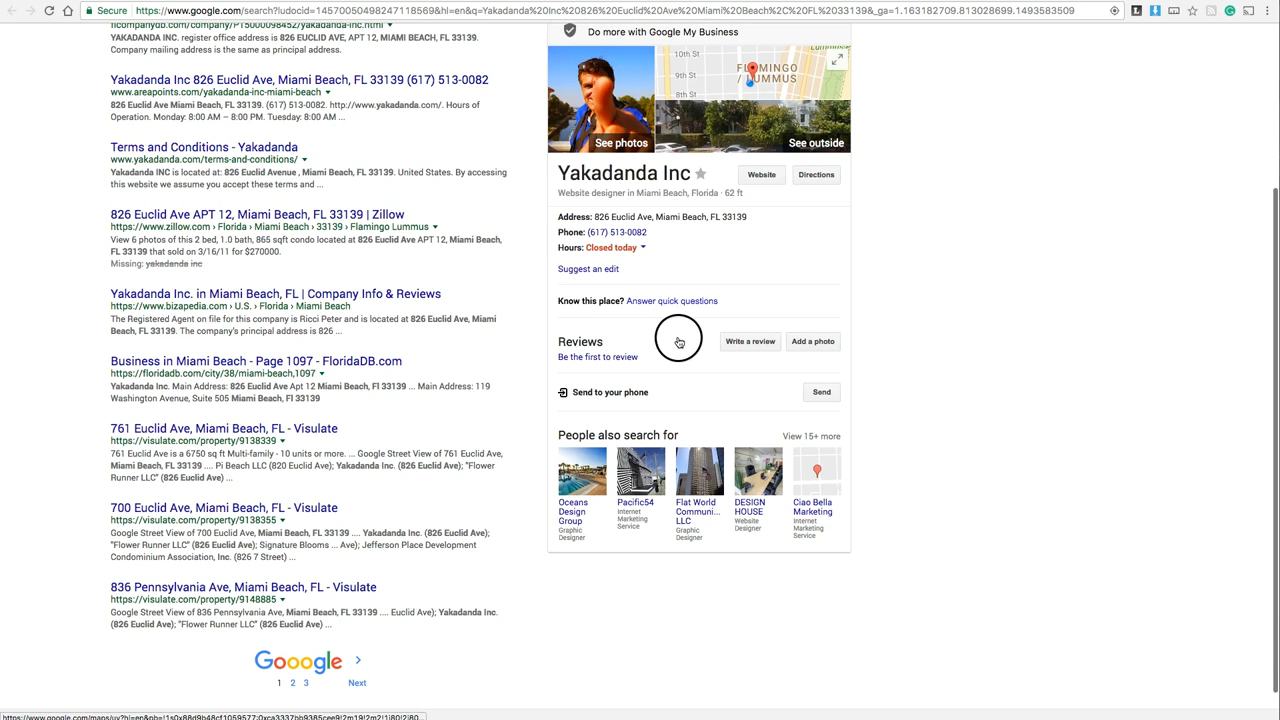 Secure
https://www.google.com/search?ludocid=14570050498247118569&hl=en&q=Yakadanda%20Inc%20826%20Euclid%20Ave%20Miami%20Beach%2C%20FL%2033139&_ga=1.163182709.813028699.1493583509
ficompanydb.com/company/P15000098452/yakadanda-inc.html
YAKADANDA INC. register office address is 826 EUCLID AVE, APT 12, MIAMI BEACH, FL 33139.
Company mailing address is the same as principal address.
Yakadanda Inc 826 Euclid Ave, Miami Beach, FL 33139 (617) 513-0082
www.areapoints.com/yakadanda-inc-miami-beach
826 Euclid Ave Miami Beach, FL 33139. (617) 513-0082. http://www.yakadanda.com/. Hours of
Operation. Monday: 8:00 AM – 8:00 PM. Tuesday: 8:00 AM ...
Terms and Conditions - Yakadanda
www.yakadanda.com/terms-and-conditions/
Yakadanda INC is located at: 826 Euclid Avenue , Miami Beach, FL 33139. United States. By accessing
this website we assume you accept these terms and ...
826 Euclid Ave APT 12, Miami Beach, FL 33139 | Zillow
https://www.zillow.com › Florida › Miami Beach › 33139 › Flamingo Lummus
View 6 photos of this 2 bed, 1.0 bath, 865 sqft condo located at 826 Euclid Ave APT 12, Miami Beach,
FL 33139 that sold on 3/16/11 for $270000.
Missing: yakadanda inc
Yakadanda Inc. in Miami Beach, FL | Company Info & Reviews
https://www.bizapedia.com › U.S. › Florida › Miami Beach
The Registered Agent on file for this company is Ricci Peter and is located at 826 Euclid Ave, Miami
Beach, FL 33139. The company's principal address is 826 ...
Business in Miami Beach - Page 1097 - FloridaDB.com
https://floridadb.com/city/38/miami-beach,1097
Yakadanda Inc. Main Address: 826 Euclid Ave Apt 12 Miami Beach, Fl 33139 ... Main Address: 119
Washington Avenue, Suite 505 Miami Beach, Fl 33139
761 Euclid Ave, Miami Beach, FL - Visulate
https://visulate.com/property/9138339
761 Euclid Ave is a 6750 sq ft Multi-family - 10 units or more. ... Google Street View of 761 Euclid Ave,
Miami Beach, FL 33139 .... Pi Beach LLC (820 Euclid Ave); Yakadanda Inc. (826 Euclid Ave); "Flower
Runner LLC" (826 Euclid Ave) ...
700 Euclid Ave, Miami Beach, FL - Visulate
https://visulate.com/property/9138355
Google Street View of 700 Euclid Ave, Miami Beach, FL 33139 .... Yakadanda Inc. (826 Euclid Ave);
"Flower Runner LLC" (826 Euclid Ave); Signature Blooms ... Ave); Jefferson Place Development
Condominium Association, Inc. (826 7 Street) ...
836 Pennsylvania Ave, Miami Beach, FL - Visulate
https://visulate.com/property/9148885
Google Street View of 836 Pennsylvania Ave, Miami Beach, FL 33139 .... Euclid Ave); Yakadanda Inc.
(826 Euclid Ave); "Flower Runner LLC" (826 Euclid Ave) ...
Gooogle >
1 2 3 Next
Do more with Google My Business
10th St
9th St
8th St
FLAMINGO
/ LUMMUS
See photos
See outside
Yakadanda Inc
Website
Directions
Website designer in Miami Beach, Florida · 62 ft
Address: 826 Euclid Ave, Miami Beach, FL 33139
Phone: (617) 513-0082
Hours: Closed today
Suggest an edit
Know this place? Answer quick questions
Reviews
Write a review
Add a photo
Be the first to review
Send to your phone
Send
People also search for
View 15+ more
Oceans
Design
Group
Graphic
Designer
Pacific54
Internet
Marketing
Service
Flat World
Communi...
LLC
Graphic
Designer
DESIGN
HOUSE
Website
Designer
Ciao Bella
Marketing
Internet
Marketing
Service